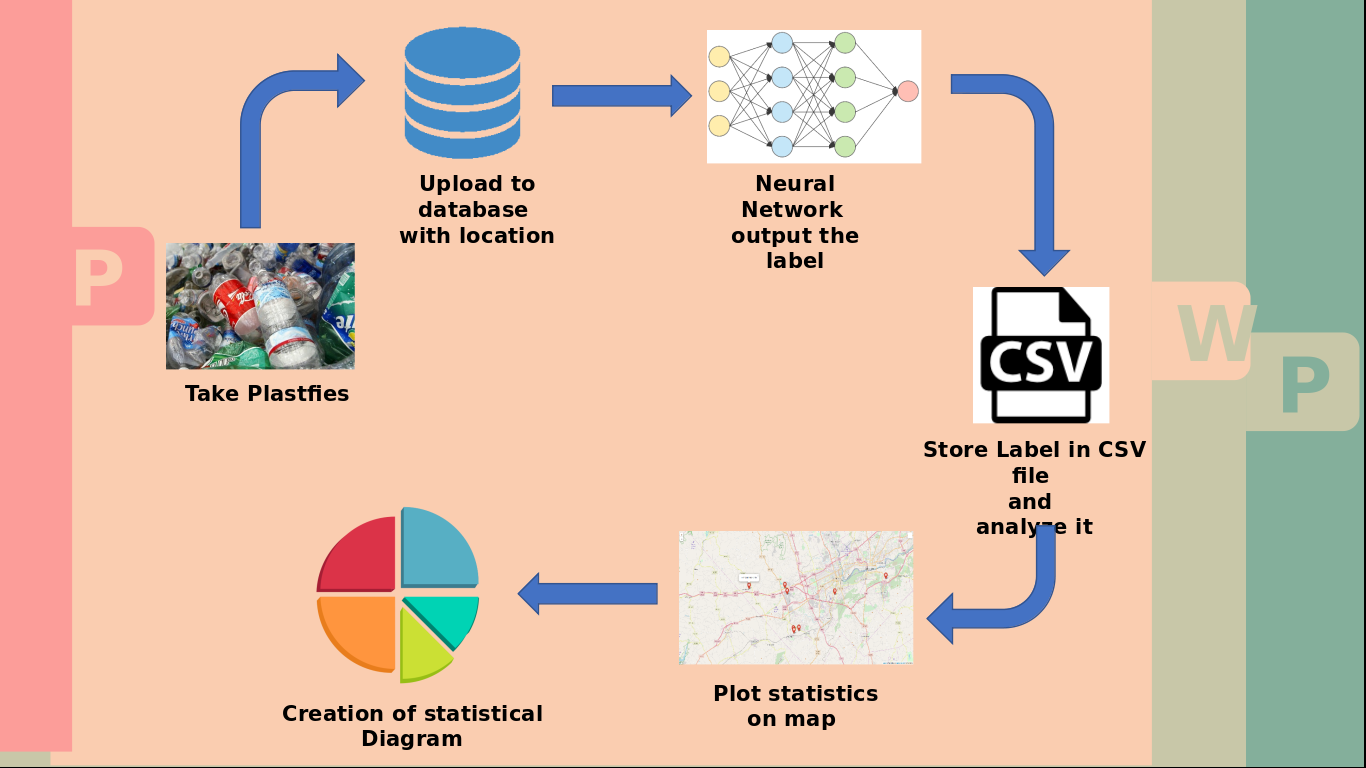 Upload to
database
with location
Neural
Network
output the
label
P
Take Plastfies
W
P
CSV
Store Label in CSV
file
and
analyze it
Plot statistics
on map
Creation of statistical
Diagram